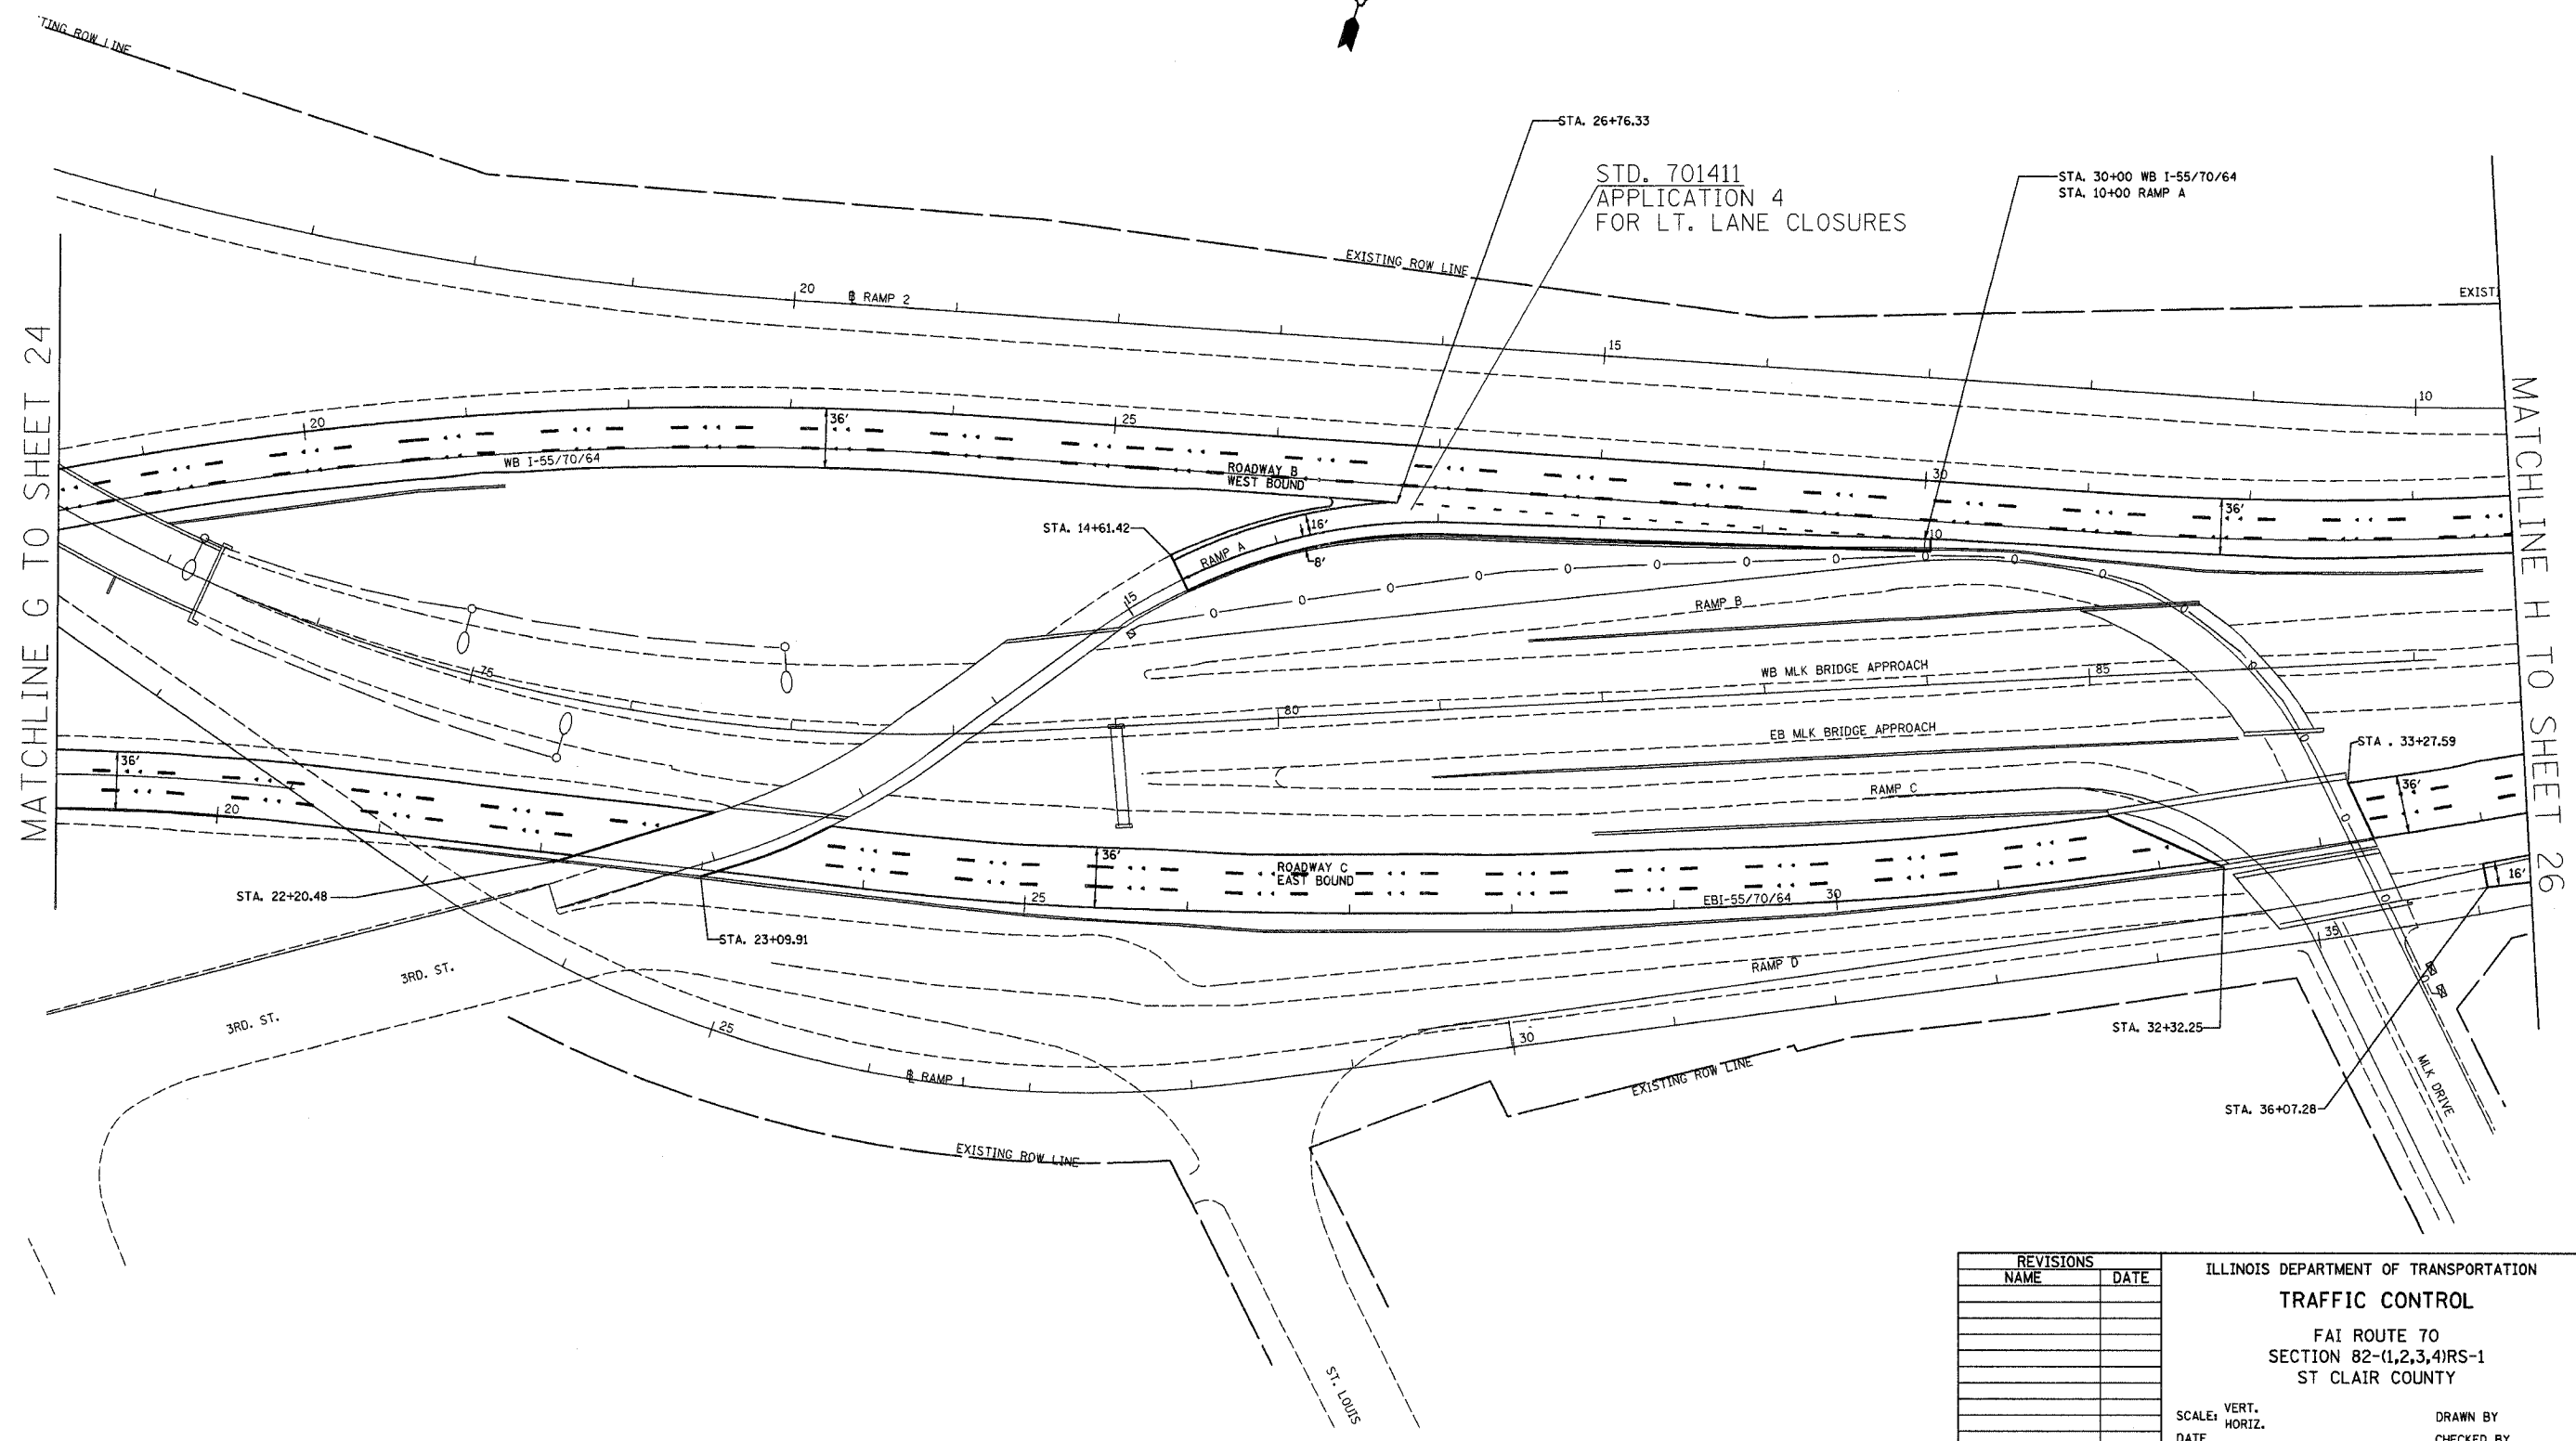 TING ROW LINE
STA. 26+76.33
STD. 701411
APPLICATION 4
FOR LT. LANE CLOSURES
STA. 30+00 WB I-55/70/64
STA. 10+00 RAMP A
EXISTING ROW LINE
EXISTI
20
℄ RAMP 2
15
10
MATCHLINE G TO SHEET 24
MATCHLINE H TO SHEET 26
20
36'
25
WB I-55/70/64
ROADWAY B
WEST BOUND
30
36'
STA. 14+61.42
16'
RAMP A
8'
10
15
RAMP B
75
WB MLK BRIDGE APPROACH
85
80
EB MLK BRIDGE APPROACH
STA . 33+27.59
36'
RAMP C
36'
20
36'
ROADWAY C
EAST BOUND
16'
STA. 22+20.48
25
EBI-55/70/64
30
STA. 23+09.91
35
3RD. ST.
RAMP D
3RD. ST.
25
30
STA. 32+32.25
℄ RAMP 1
EXISTING ROW LINE
MLK DRIVE
STA. 36+07.28
EXISTING ROW LINE
ST. LOUIS
REVISIONS
NAME DATE
ILLINOIS DEPARTMENT OF TRANSPORTATION
TRAFFIC CONTROL
FAI ROUTE 70
SECTION 82-(1,2,3,4)RS-1
ST CLAIR COUNTY
SCALE: VERT.
HORIZ.
DRAWN BY
DATE
CHECKED BY